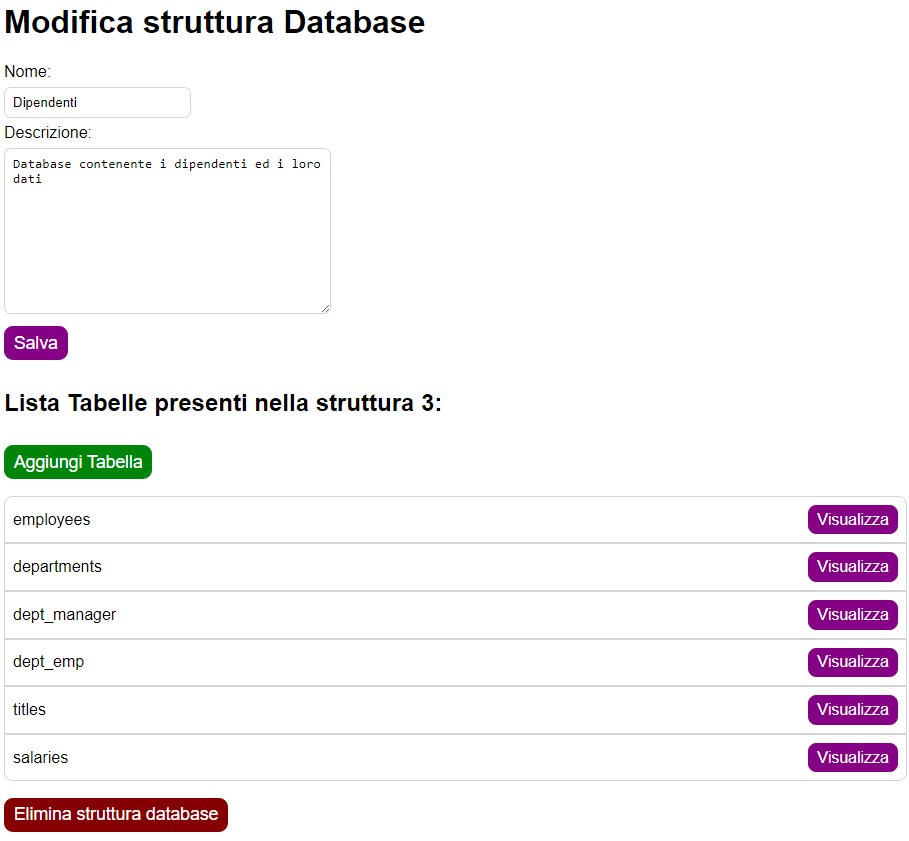 Modifica struttura Database
Nome:
Dipendenti
Descrizione:
Database contenente i dipendenti ed i loro
dati
Salva
Lista Tabelle presenti nella struttura 3:
Aggiungi Tabella
employees Visualizza
departments Visualizza
dept_manager Visualizza
dept_emp Visualizza
titles Visualizza
salaries Visualizza
Elimina struttura database